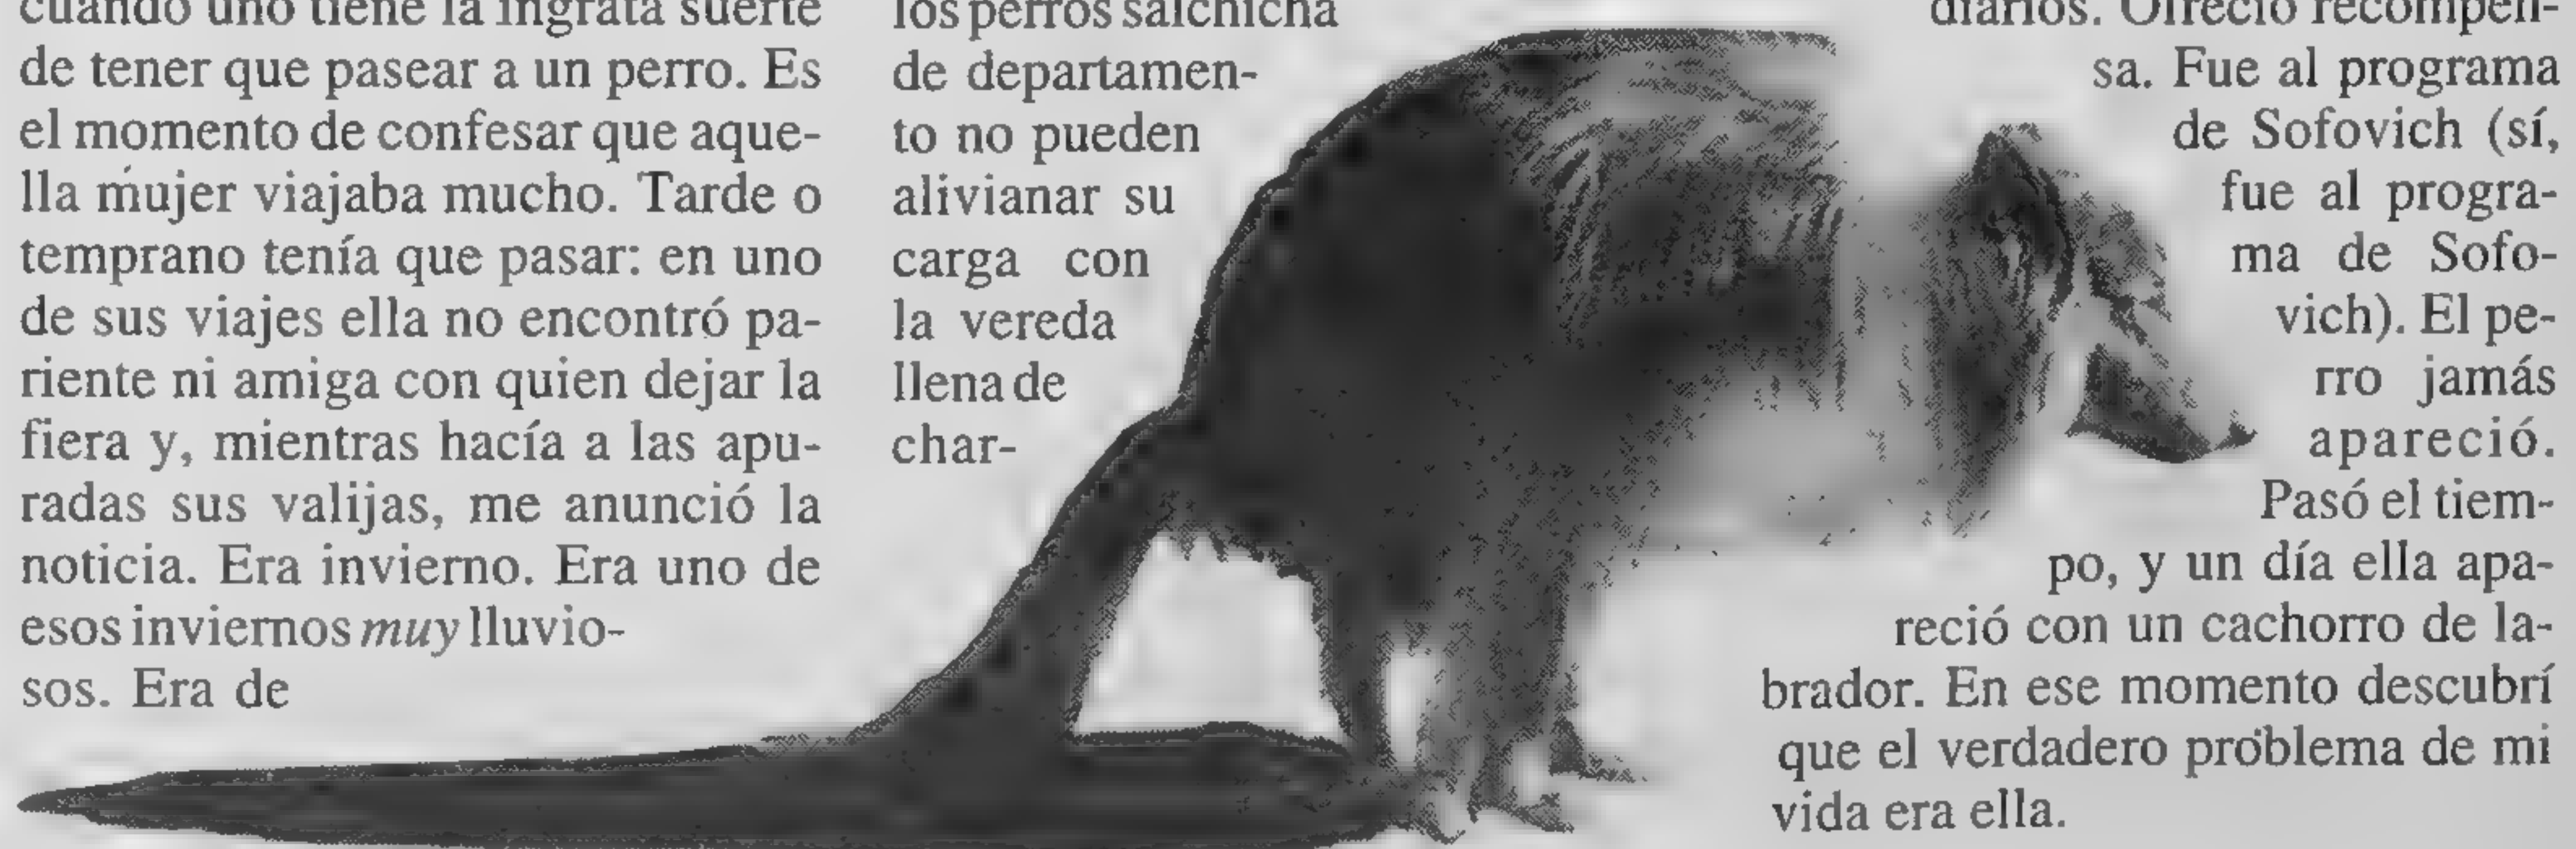 cuando uno tiene la ingrata suerte
de tener que pasear a un perro. Es
el momento de confesar que aque-
lla mujer viajaba mucho. Tarde o
temprano tenía que pasar: en uno
de sus viajes ella no encontró pa-
riente ni amiga con quien dejar la
fiera y, mientras hacía a las apu-
radas sus valijas, me anunció la
noticia. Era invierno. Era uno de
esos inviernos muy lluvio-
sos. Era de
los perros salchicha
de departamen-
to no pueden
alivianar su
carga con
la vereda
llena de
char-
diarios. Ofreció recompen-
sa. Fue al programa
de Sofovich (sí,
fue al progra-
ma de Sofo-
vich). El pe-
rro jamás
apareció.
Pasó el tiem-
po, y un día ella apa-
reció con un cachorro de la-
brador. En ese momento descubrí
que el verdadero problema de mi
vida era ella.